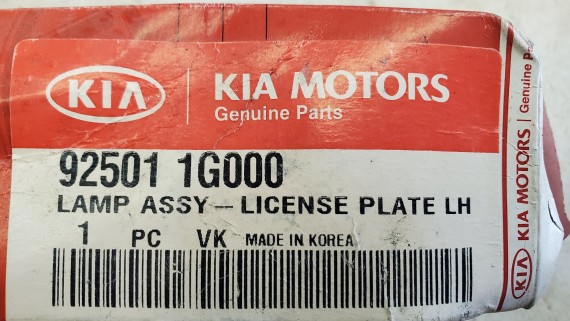 KIA
KIA MOTORS
Genuine Parts
92501 1G000
LAMP ASSY-LICENSE PLATE LH
1 PC VK MADE IN KOREA
KIA KIA MOTORS | Genuine